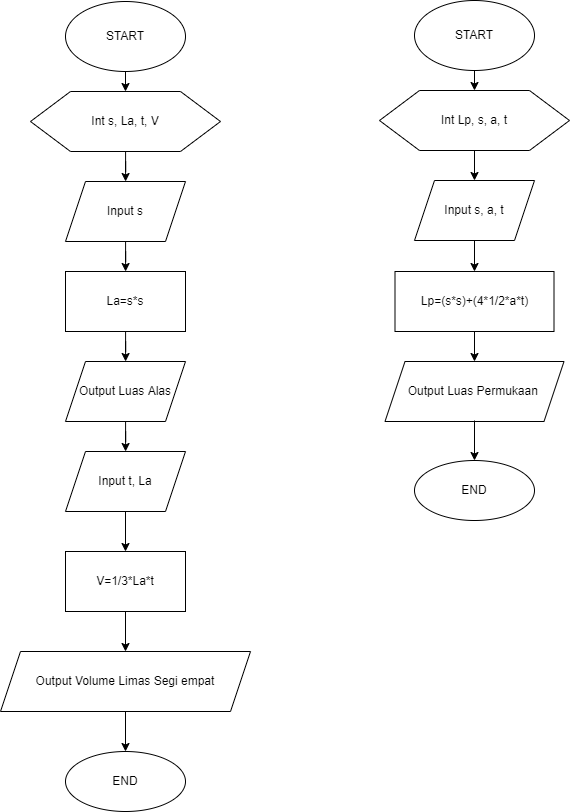 START
Int s, La, t, V
Input s
La=s*s
Output Luas Alas
Input t, La
V=1/3*La*t
Output Volume Limas Segi empat
END
START
Int Lp, s, a, t
Input s, a, t
Lp=(s*s)+(4*1/2*a*t)
Output Luas Permukaan
END